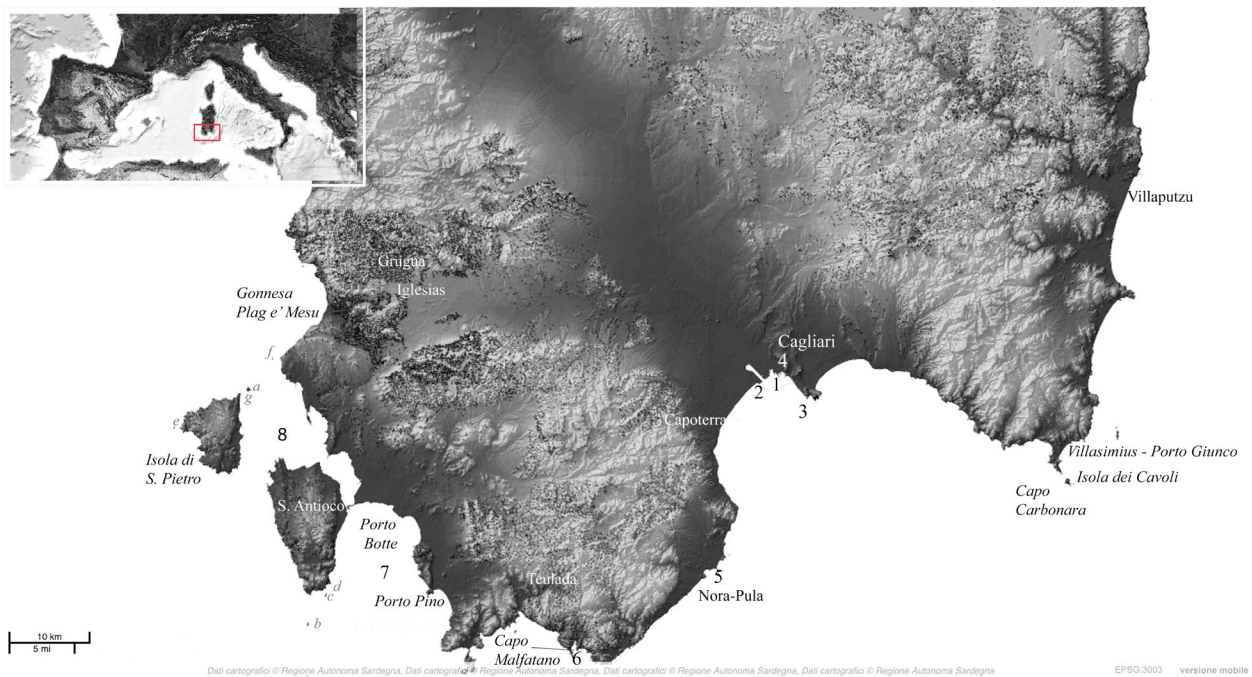 Villaputzu
Grugua
Iglesias
Gonnesa
Plag e' Mesu
Cagliari
4
2
1
3
f
a
g
e
8
Capoterra
Isola di
S. Pietro
Villasimius - Porto Giunco
Isola dei Cavoli
Capo
Carbonara
S. Antioco
Porto
Botte
7
d
c
b
Porto Pino
Teulada
5
Nora-Pula
Capo
Malfatano
6
10 km
5 mi
Dati cartografici © Regione Autonoma Sardegna, Dati cartografici © Regione Autonoma Sardegna, Dati cartografici © Regione Autonoma Sardegna, Dati cartografici © Regione Autonoma Sardegna
EPSG:3003 versione mobile